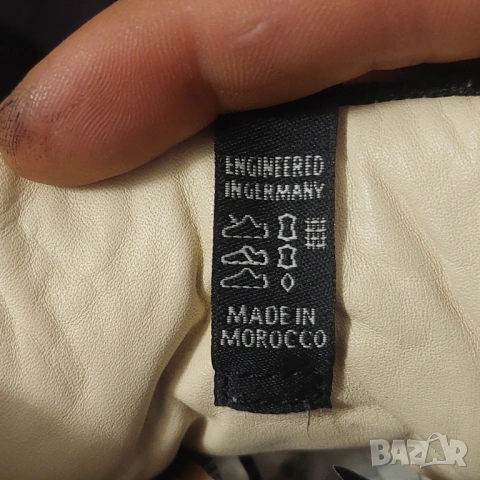 ENGINEERED
IN GERMANY
MADE IN
MOROCCO
BAZAR